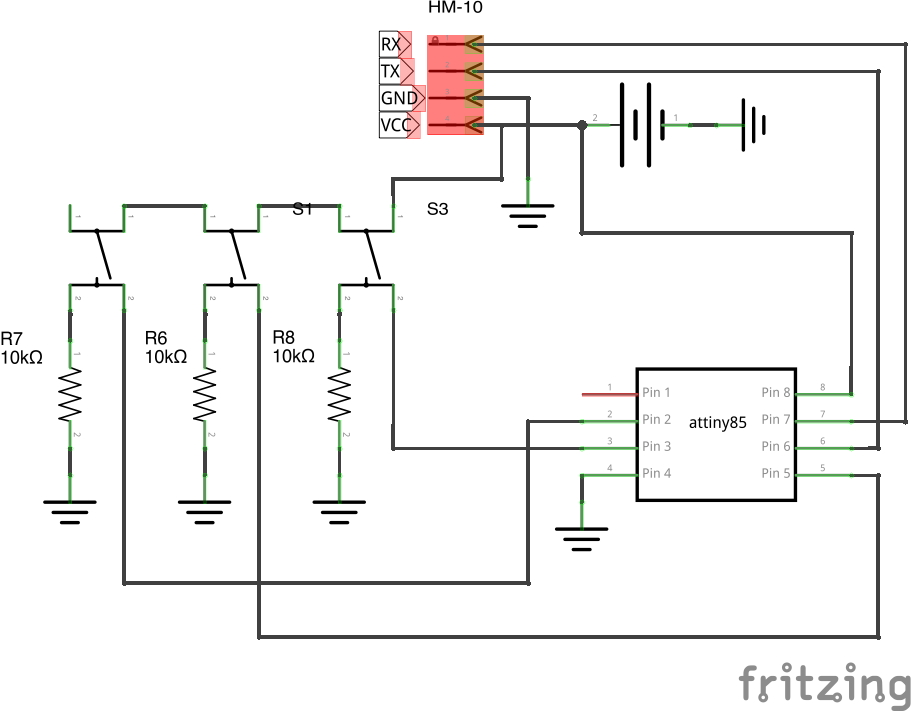 HM-10
RX
TX
GND
VCC
2
1
S1
S3
1
1
1
1
1
1
2
2
2
2
2
2
R7
10kΩ
R6
10kΩ
R8
10kΩ
1
1
1
2
2
2
1 Pin 1 Pin 8 8
2 Pin 2 Pin 7 7
attiny85
3 Pin 3 Pin 6 6
4 Pin 4 Pin 5 5
fritzing